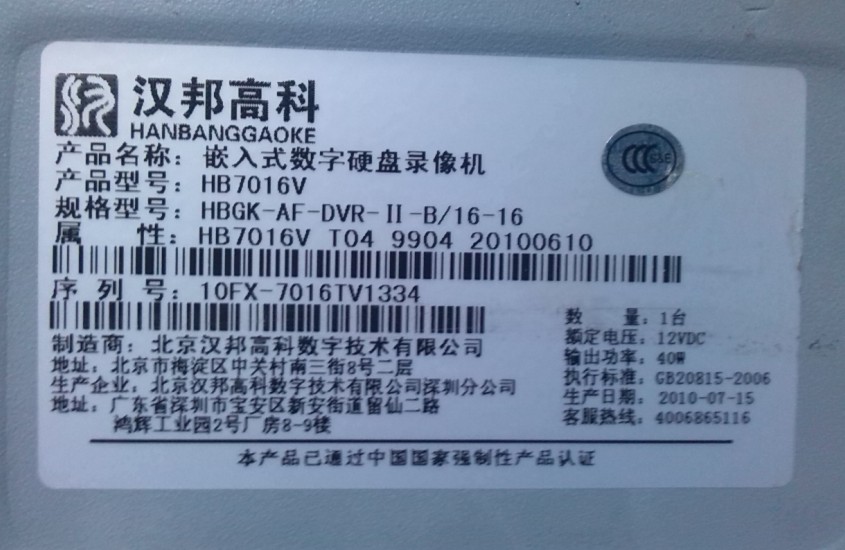 汉邦高科
HANBANGGAOKE
产品名称：嵌入式数字硬盘录像机
产品型号：HB7016V
规格型号：HBGK-AF-DVR-II-B/16-16
属 性：HB7016V T04 9904 20100610
序 列 号：10FX-7016TV1334
制造商：北京汉邦高科数字技术有限公司
地址：北京市海淀区中关村南三街8号二层
生产企业：北京汉邦高科数字技术有限公司深圳分公司
地址：广东省深圳市宝安区新安街道留仙二路
鸿辉工业园2号厂房8-9楼
数 量：1台
额定电压：12VDC
输出功率：40W
执行标准：GB20815-2006
生产日期：2010-07-15
客服热线：4006865116
本产品已通过中国国家强制性产品认证
CCC S&E